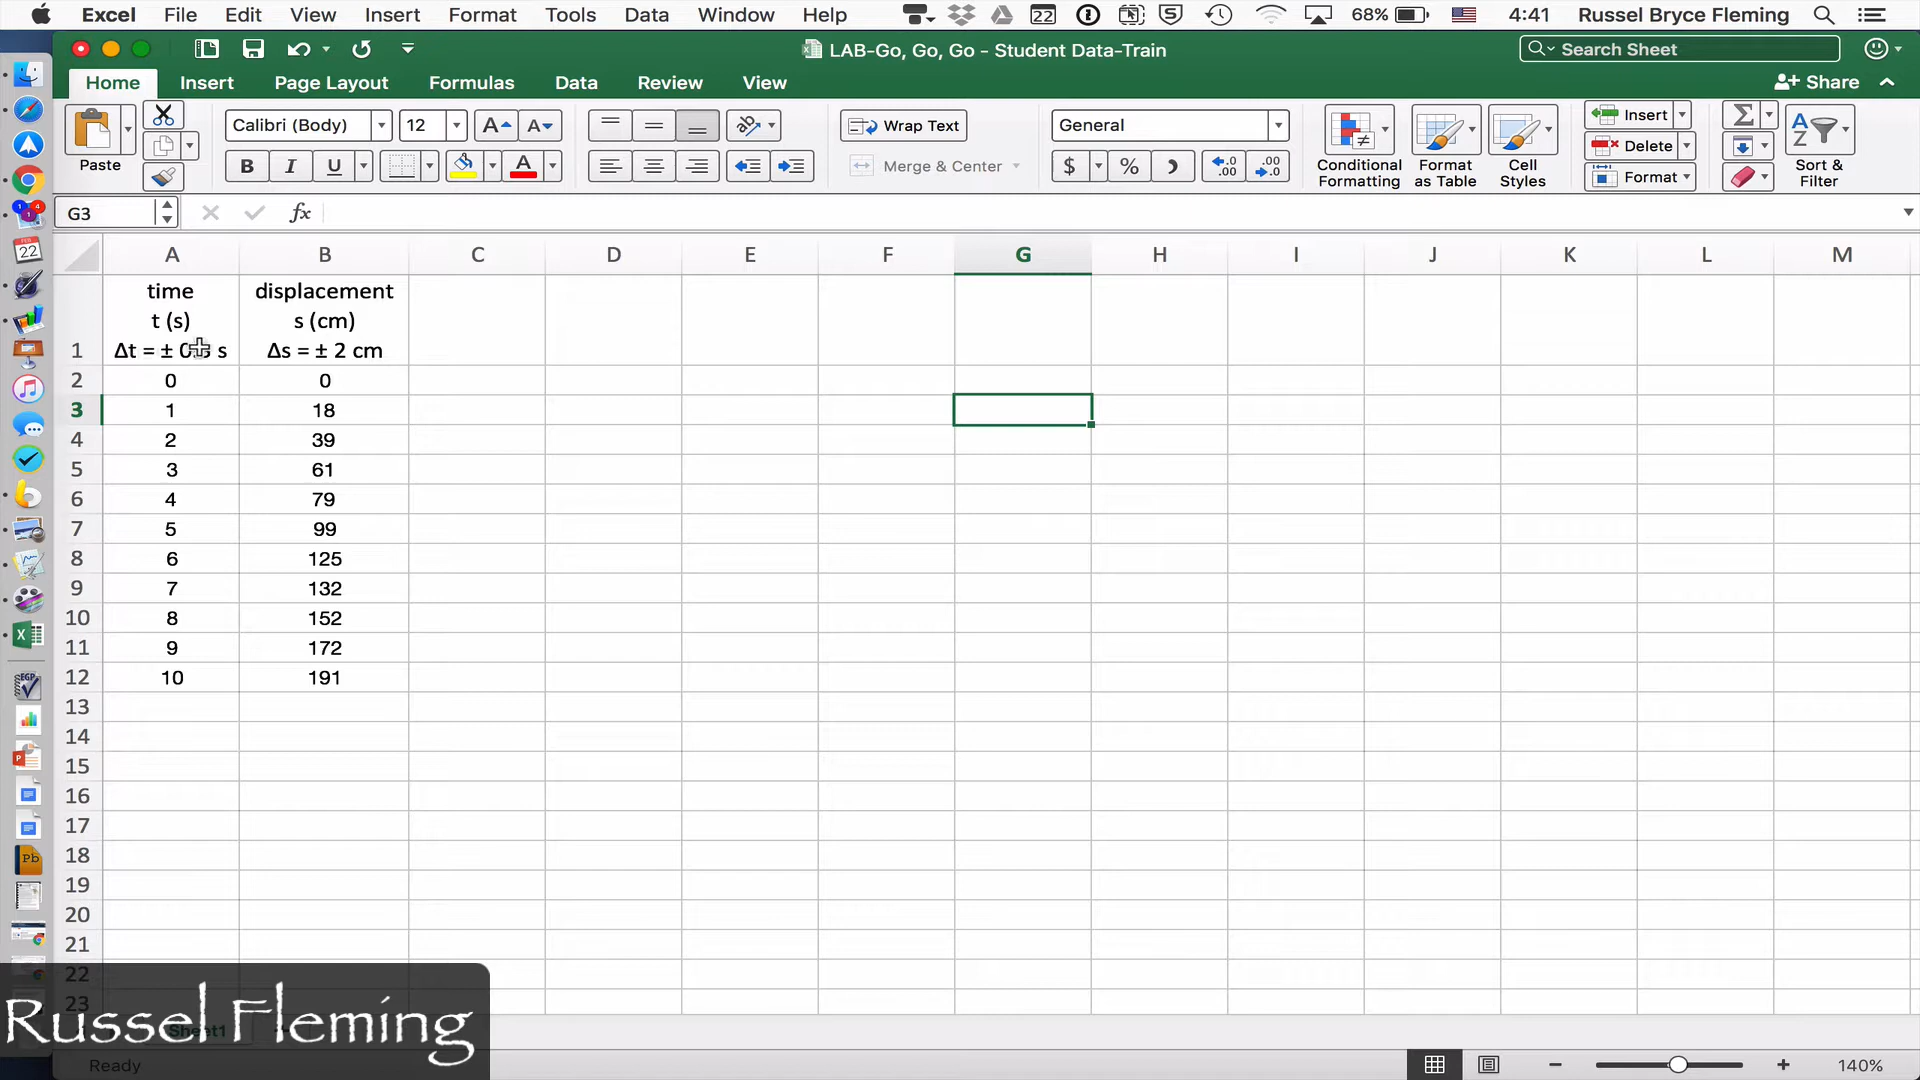 Excel File Edit View Insert Format Tools Data Window Help 22 68% 4:41 Russel Bryce Fleming
LAB-Go, Go, Go - Student Data-Train Search Sheet
Home Insert Page Layout Formulas Data Review View Share
Calibri (Body) 12 Wrap Text General Insert
Paste B I U Merge & Center $ % Conditional Formatting Format as Table Cell Styles Delete Format Sort & Filter
G3 fx
A B C D E F G H I J K L M
time displacement
t (s) s (cm)
1 Δt = ± s Δs = ± 2 cm
2 0 0
3 1 18
4 2 39
5 3 61
6 4 79
7 5 99
8 6 125
9 7 132
10 8 152
11 9 172
12 10 191
13
14
15
16
17
18
19
20
21
22
23
Russel Fleming
Sheet1
Ready 140%